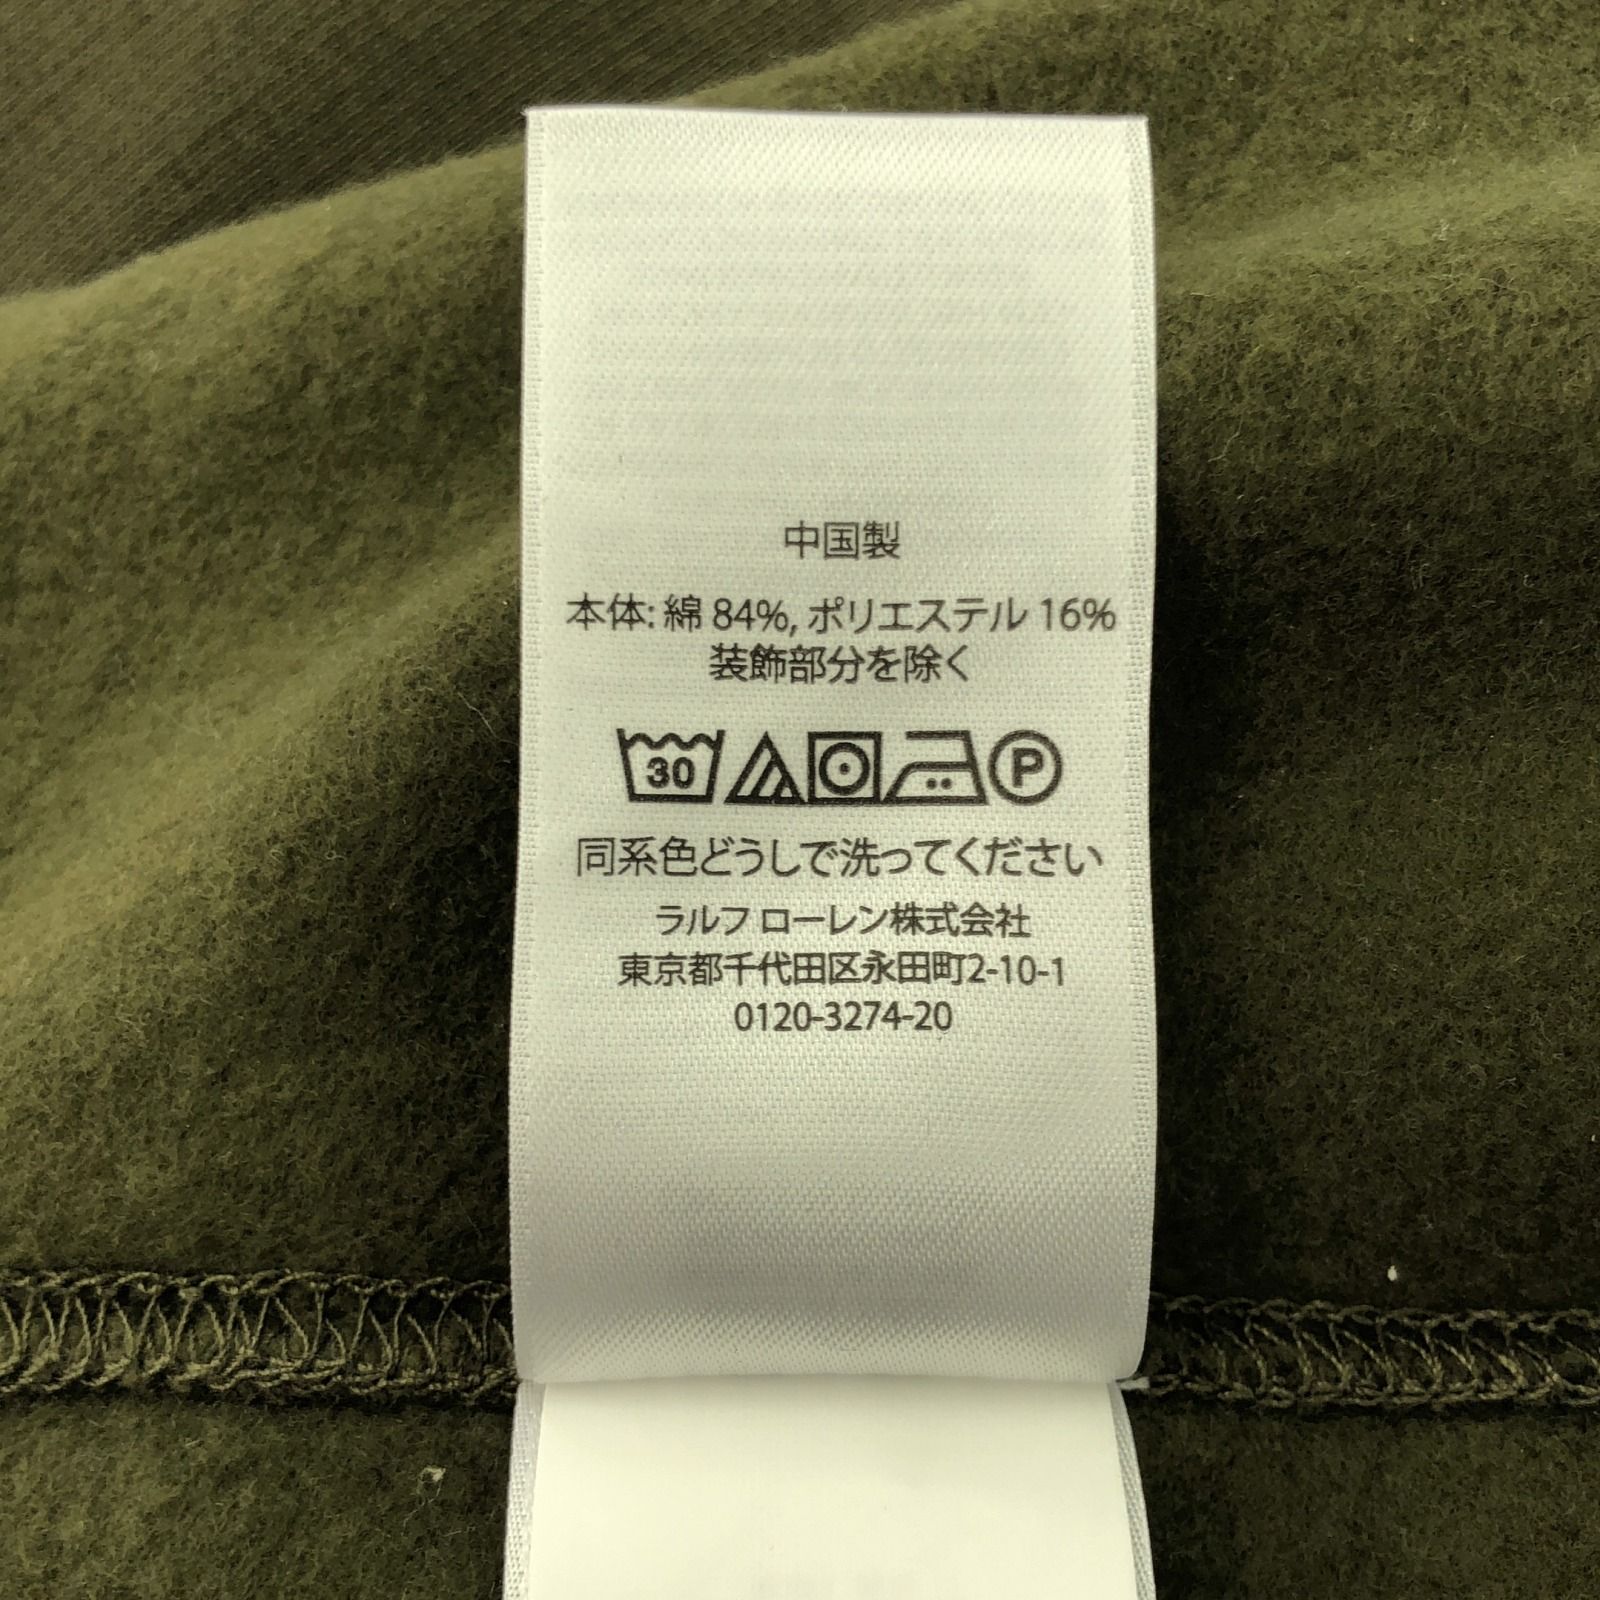 中国製
本体: 綿 84%, ポリエステル 16%
装飾部分を除く
30 P
同系色どうしで洗ってください
ラルフ ローレン株式会社
東京都千代田区永田町2-10-1
0120-3274-20